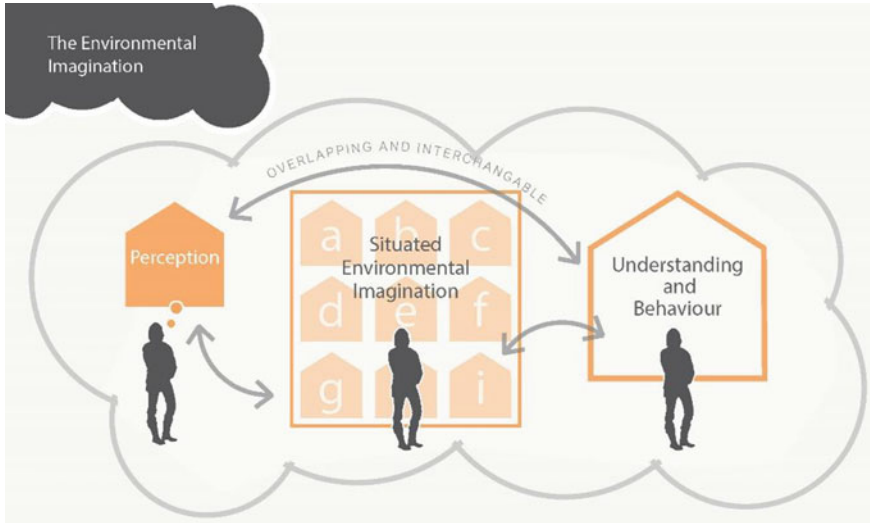 The Environmental
Imagination
OVERLAPPING AND INTERCHANGABLE
Perception
a b c
Situated
Environmental
Imagination
d e f
g i
Understanding
and
Behaviour